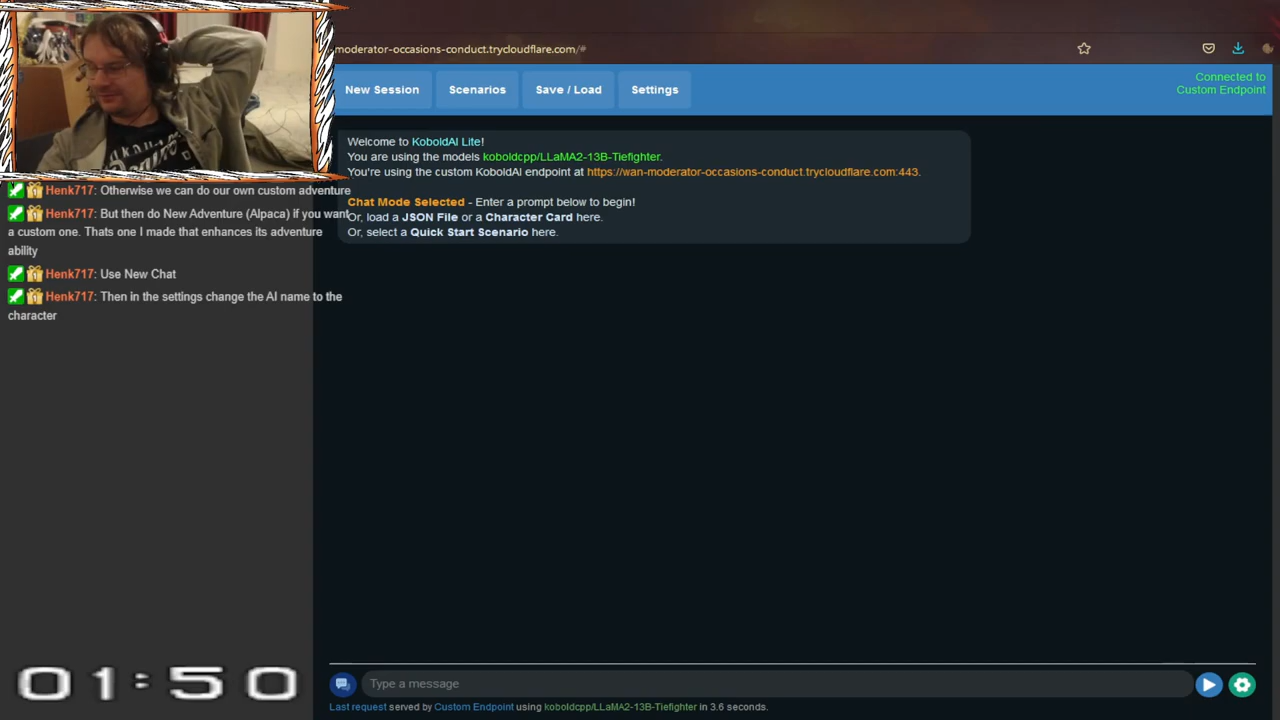 moderator-occasions-conduct.trycloudflare.com/#
New Session
Scenarios
Save / Load
Settings
Connected to
Custom Endpoint
Welcome to KoboldAI Lite!
You are using the models koboldcpp/LLaMA2-13B-Tiefighter.
You're using the custom KoboldAI endpoint at https://wan-moderator-occasions-conduct.trycloudflare.com:443.
Chat Mode Selected - Enter a prompt below to begin!
Or, load a JSON File or a Character Card here.
Or, select a Quick Start Scenario here.
Henk717: Otherwise we can do our own custom adventure
Henk717: But then do New Adventure (Alpaca) if you want
a custom one. Thats one I made that enhances its adventure
ability
Henk717: Use New Chat
Henk717: Then in the settings change the AI name to the
character
01:50
Type a message
Last request served by Custom Endpoint using koboldcpp/LLaMA2-13B-Tiefighter in 3.6 seconds.